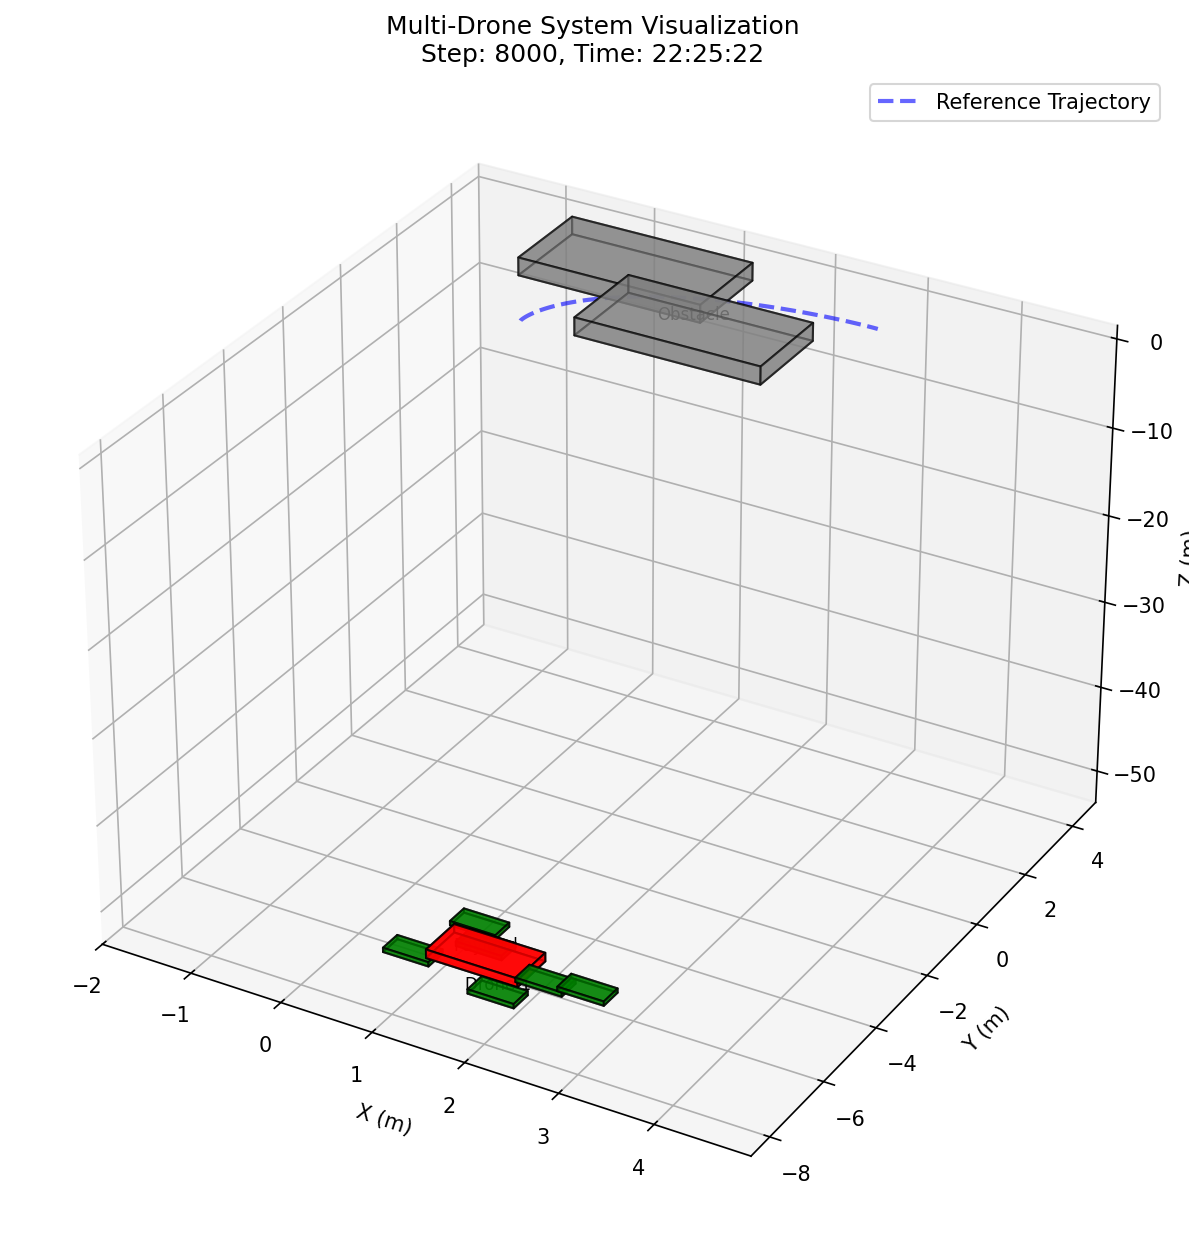 Multi-Drone System Visualization
Step: 8000, Time: 22:25:22
Reference Trajectory
Obstacle
0
−10
−20
−30
−40
−50
Z (m)
4
2
0
−2
−4
−6
−8
Y (m)
−2
−1
0
1
2
3
4
X (m)